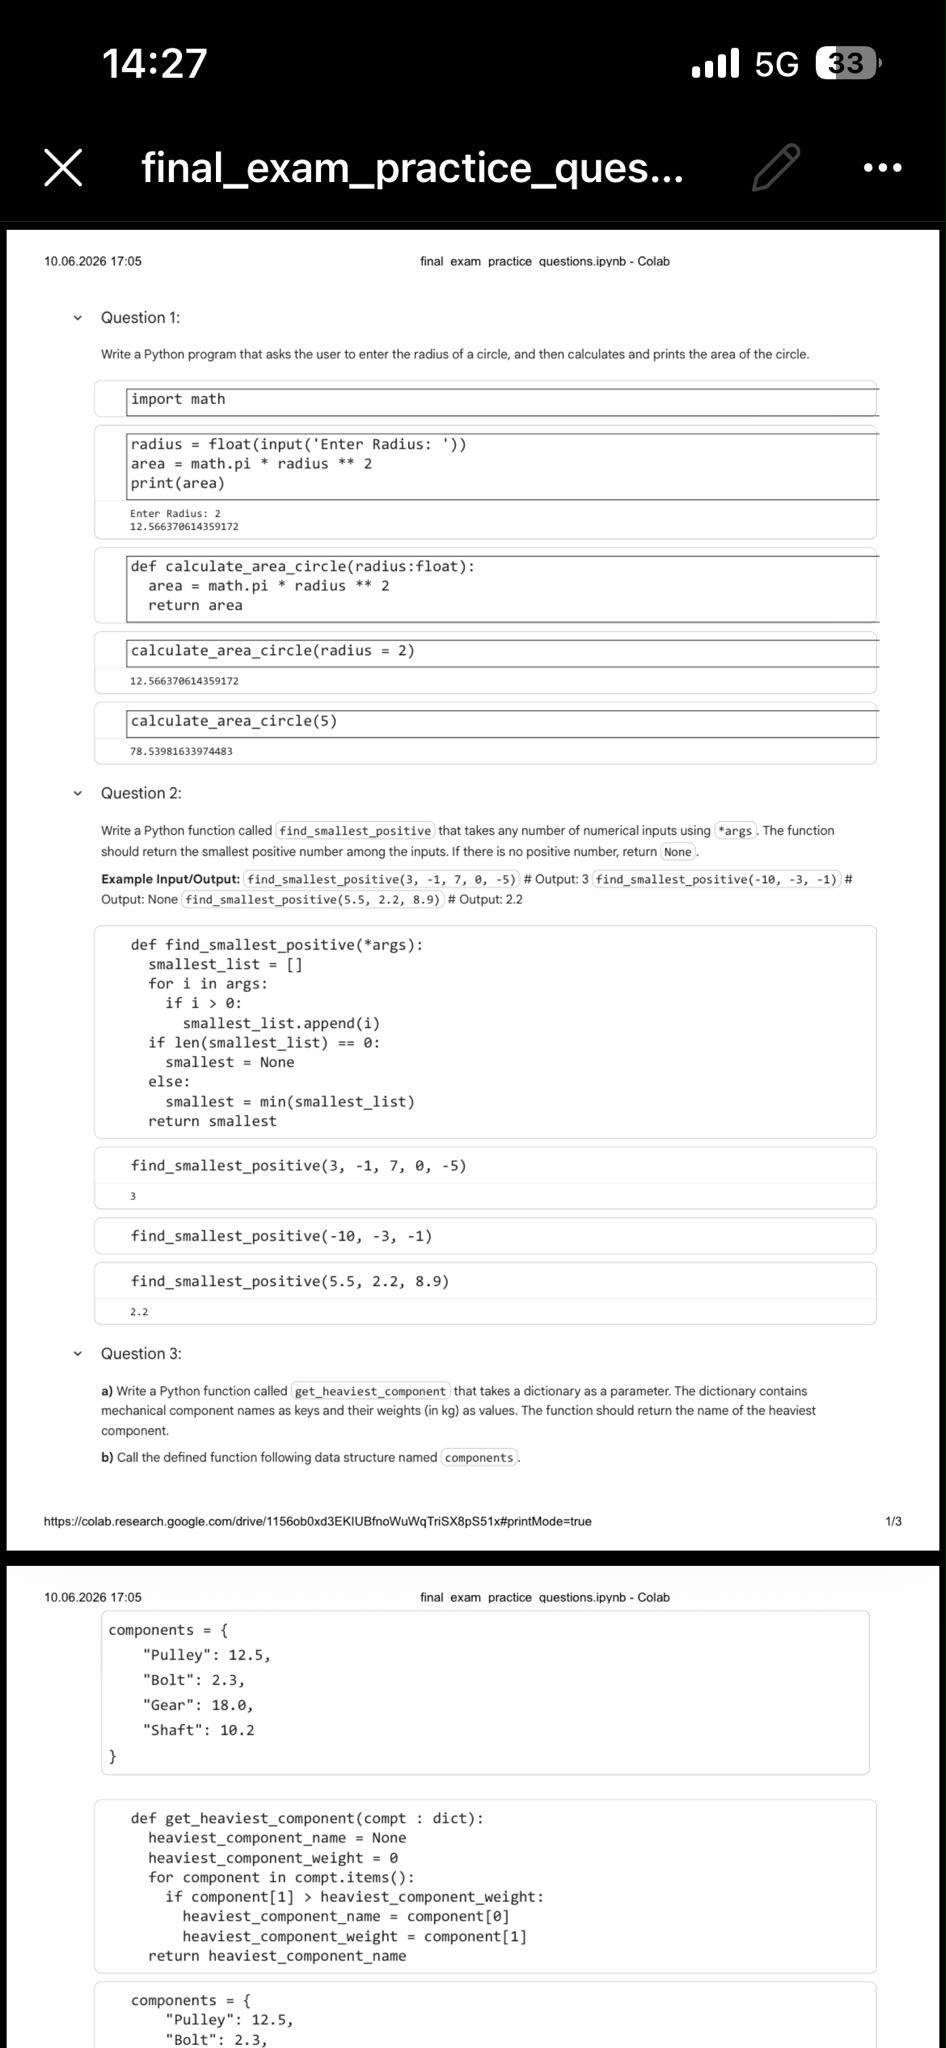 14:27
5G
33
final_exam_practice_ques...
10.06.2026 17:05
final_exam_practice_questions.ipynb - Colab
Question 1:
Write a Python program that asks the user to enter the radius of a circle, and then calculates and prints the area of the circle.
import math
radius = float(input('Enter Radius: '))
area = math.pi * radius ** 2
print(area)
Enter Radius: 2
12.566370614359172
def calculate_area_circle(radius:float):
  area = math.pi * radius ** 2
  return area
calculate_area_circle(radius = 2)
12.566370614359172
calculate_area_circle(5)
78.53981633974483
Question 2:
Write a Python function called find_smallest_positive that takes any number of numerical inputs using *args . The function
should return the smallest positive number among the inputs. If there is no positive number, return None .
Example Input/Output: find_smallest_positive(3, -1, 7, 0, -5) # Output: 3 find_smallest_positive(-10, -3, -1) #
Output: None find_smallest_positive(5.5, 2.2, 8.9) # Output: 2.2
def find_smallest_positive(*args):
  smallest_list = []
  for i in args:
    if i > 0:
      smallest_list.append(i)
  if len(smallest_list) == 0:
    smallest = None
  else:
    smallest = min(smallest_list)
  return smallest
find_smallest_positive(3, -1, 7, 0, -5)
3
find_smallest_positive(-10, -3, -1)
find_smallest_positive(5.5, 2.2, 8.9)
2.2
Question 3:
a) Write a Python function called get_heaviest_component that takes a dictionary as a parameter. The dictionary contains
mechanical component names as keys and their weights (in kg) as values. The function should return the name of the heaviest
component.
b) Call the defined function following data structure named components .
https://colab.research.google.com/drive/1156ob0xd3EKIUBfnoWuWqTriSX8pS51x#printMode=true
1/3
10.06.2026 17:05
final_exam_practice_questions.ipynb - Colab
components = {
    "Pulley": 12.5,
    "Bolt": 2.3,
    "Gear": 18.0,
    "Shaft": 10.2
}
def get_heaviest_component(compt : dict):
  heaviest_component_name = None
  heaviest_component_weight = 0
  for component in compt.items():
    if component[1] > heaviest_component_weight:
      heaviest_component_name = component[0]
      heaviest_component_weight = component[1]
  return heaviest_component_name
components = {
    "Pulley": 12.5,
    "Bolt": 2.3,